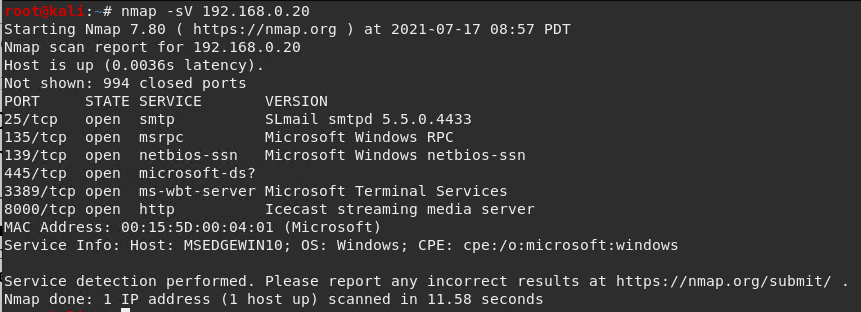 root@kali:~# nmap -sV 192.168.0.20
Starting Nmap 7.80 ( https://nmap.org ) at 2021-07-17 08:57 PDT
Nmap scan report for 192.168.0.20
Host is up (0.0036s latency).
Not shown: 994 closed ports
PORT     STATE SERVICE       VERSION
25/tcp   open  smtp          SLmail smtpd 5.5.0.4433
135/tcp  open  msrpc         Microsoft Windows RPC
139/tcp  open  netbios-ssn   Microsoft Windows netbios-ssn
445/tcp  open  microsoft-ds?
3389/tcp open  ms-wbt-server Microsoft Terminal Services
8000/tcp open  http          Icecast streaming media server
MAC Address: 00:15:5D:00:04:01 (Microsoft)
Service Info: Host: MSEDGEWIN10; OS: Windows; CPE: cpe:/o:microsoft:windows
Service detection performed. Please report any incorrect results at https://nmap.org/submit/ .
Nmap done: 1 IP address (1 host up) scanned in 11.58 seconds